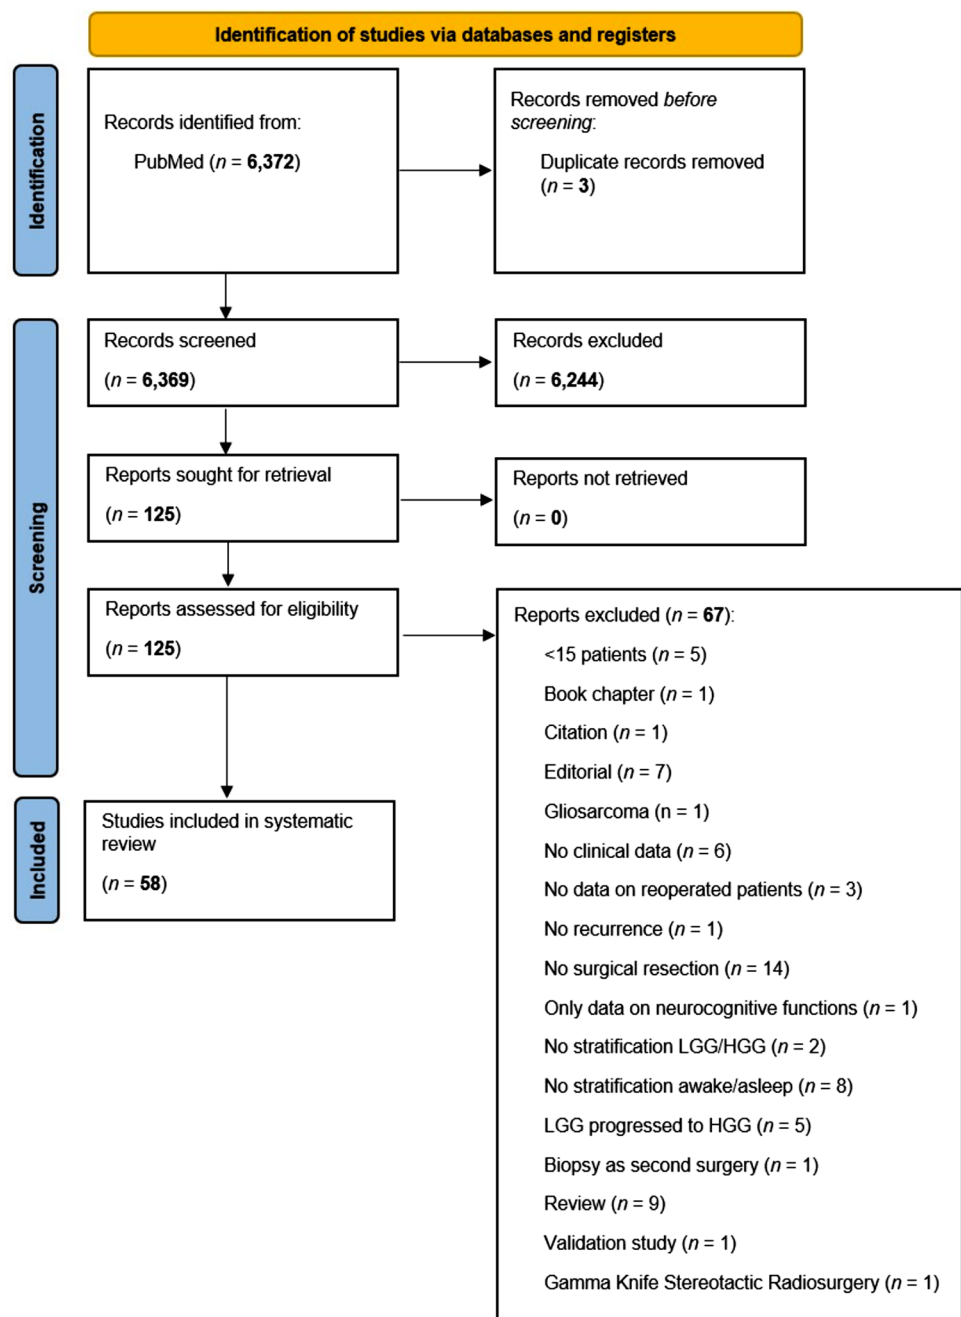 Identification of studies via databases and registers
Identification
Records identified from:
PubMed (n = 6,372)
Records removed before
screening:
Duplicate records removed
(n = 3)
Screening
Records screened
(n = 6,369)
Records excluded
(n = 6,244)
Reports sought for retrieval
(n = 125)
Reports not retrieved
(n = 0)
Reports assessed for eligibility
(n = 125)
Reports excluded (n = 67):
<15 patients (n = 5)
Book chapter (n = 1)
Citation (n = 1)
Editorial (n = 7)
Gliosarcoma (n = 1)
No clinical data (n = 6)
No data on reoperated patients (n = 3)
No recurrence (n = 1)
No surgical resection (n = 14)
Only data on neurocognitive functions (n = 1)
No stratification LGG/HGG (n = 2)
No stratification awake/asleep (n = 8)
LGG progressed to HGG (n = 5)
Biopsy as second surgery (n = 1)
Review (n = 9)
Validation study (n = 1)
Gamma Knife Stereotactic Radiosurgery (n = 1)
Included
Studies included in systematic
review
(n = 58)